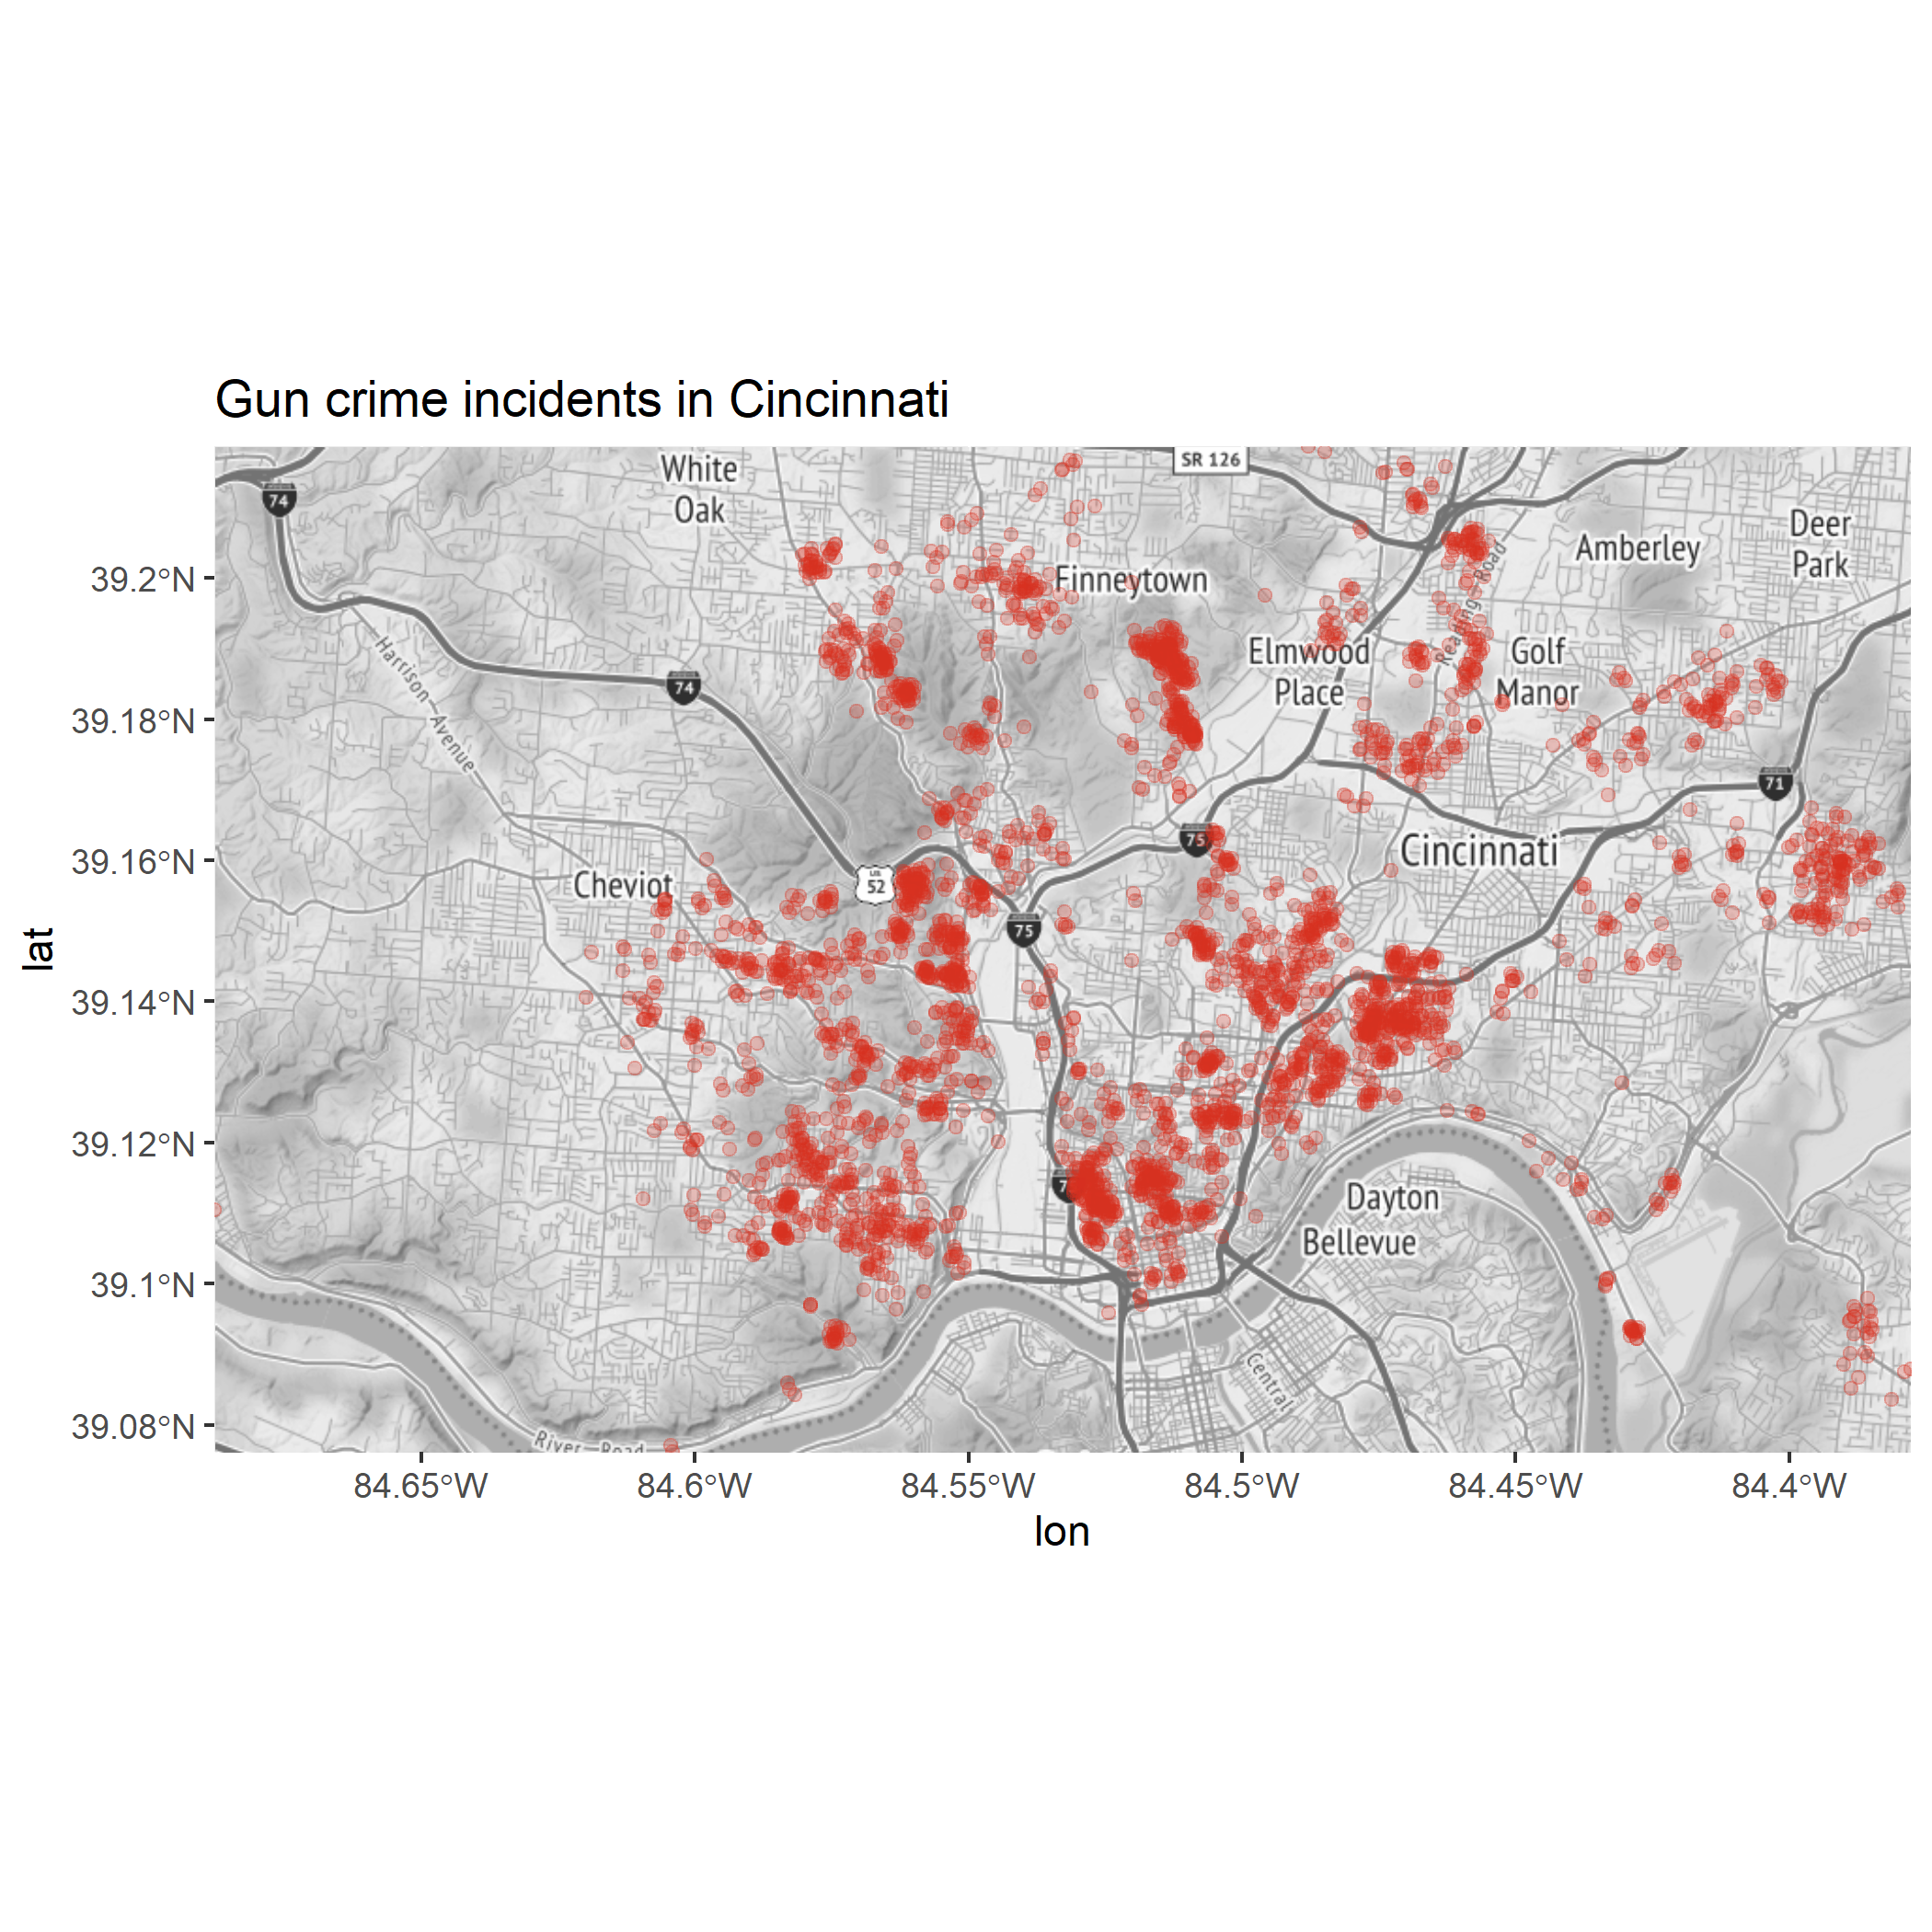 Gun crime incidents in Cincinnati
White
Oak
SR 126
74
Deer
Park
Amberley
39.2°N
Finneytown
Reading Road
Harrison Avenue
Elmwood
Place
Golf
Manor
74
39.18°N
71
75
Cincinnati
39.16°N
Cheviot
US
52
75
lat
39.14°N
39.12°N
7
Dayton
Bellevue
39.1°N
Central
39.08°N
River Road
84.65°W 84.6°W 84.55°W 84.5°W 84.45°W 84.4°W
lon